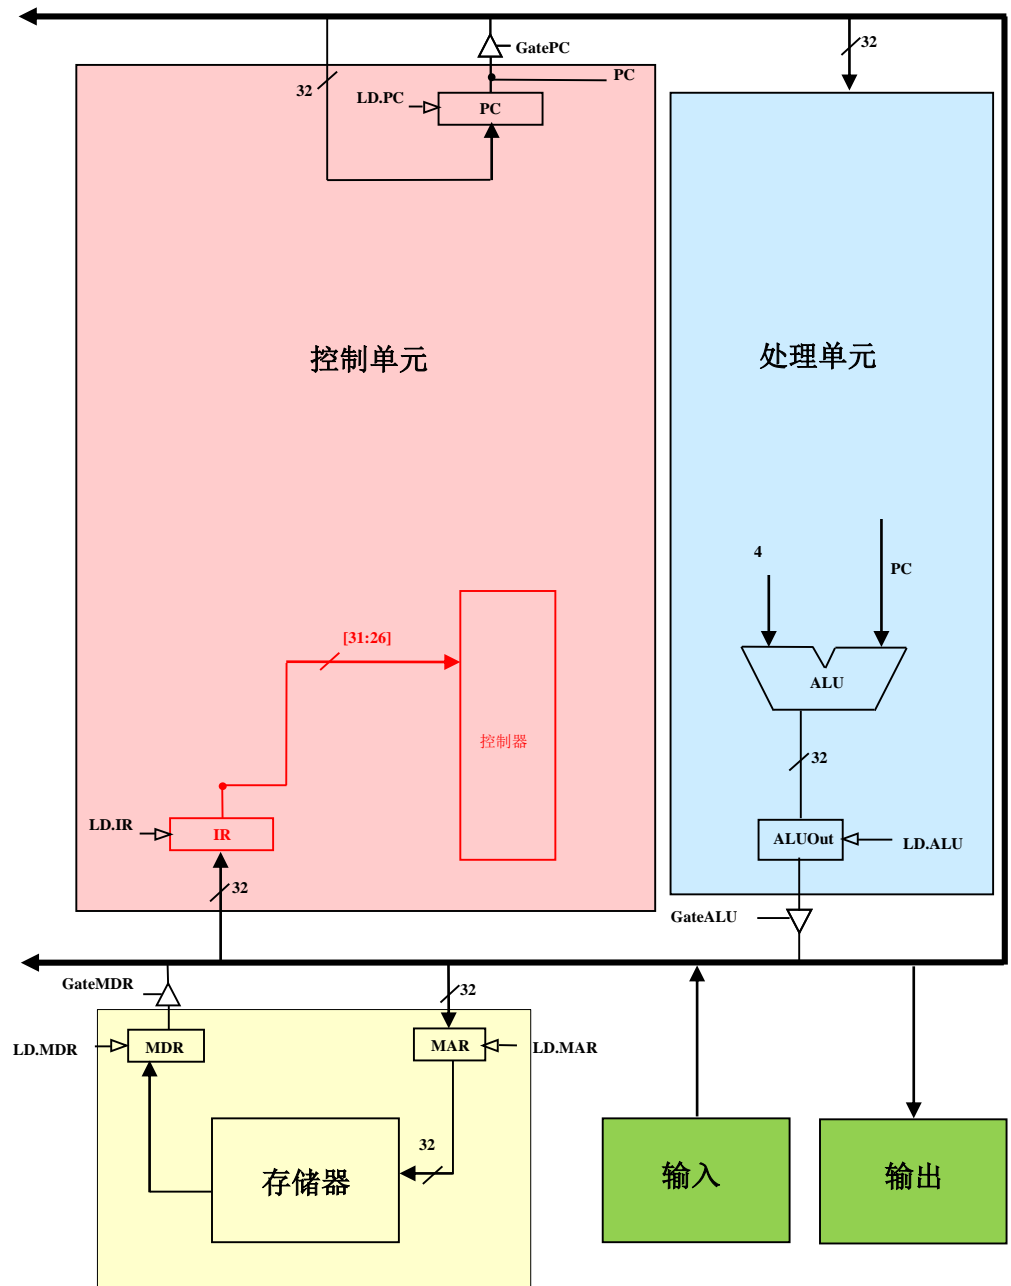 GatePC
32
PC
32
LD.PC
PC
控制单元
处理单元
4
PC
[31:26]
ALU
控制器
32
LD.IR
IR
ALUOut
LD.ALU
32
GateALU
GateMDR
32
LD.MDR
MDR
MAR
LD.MAR
32
存储器
输入
输出